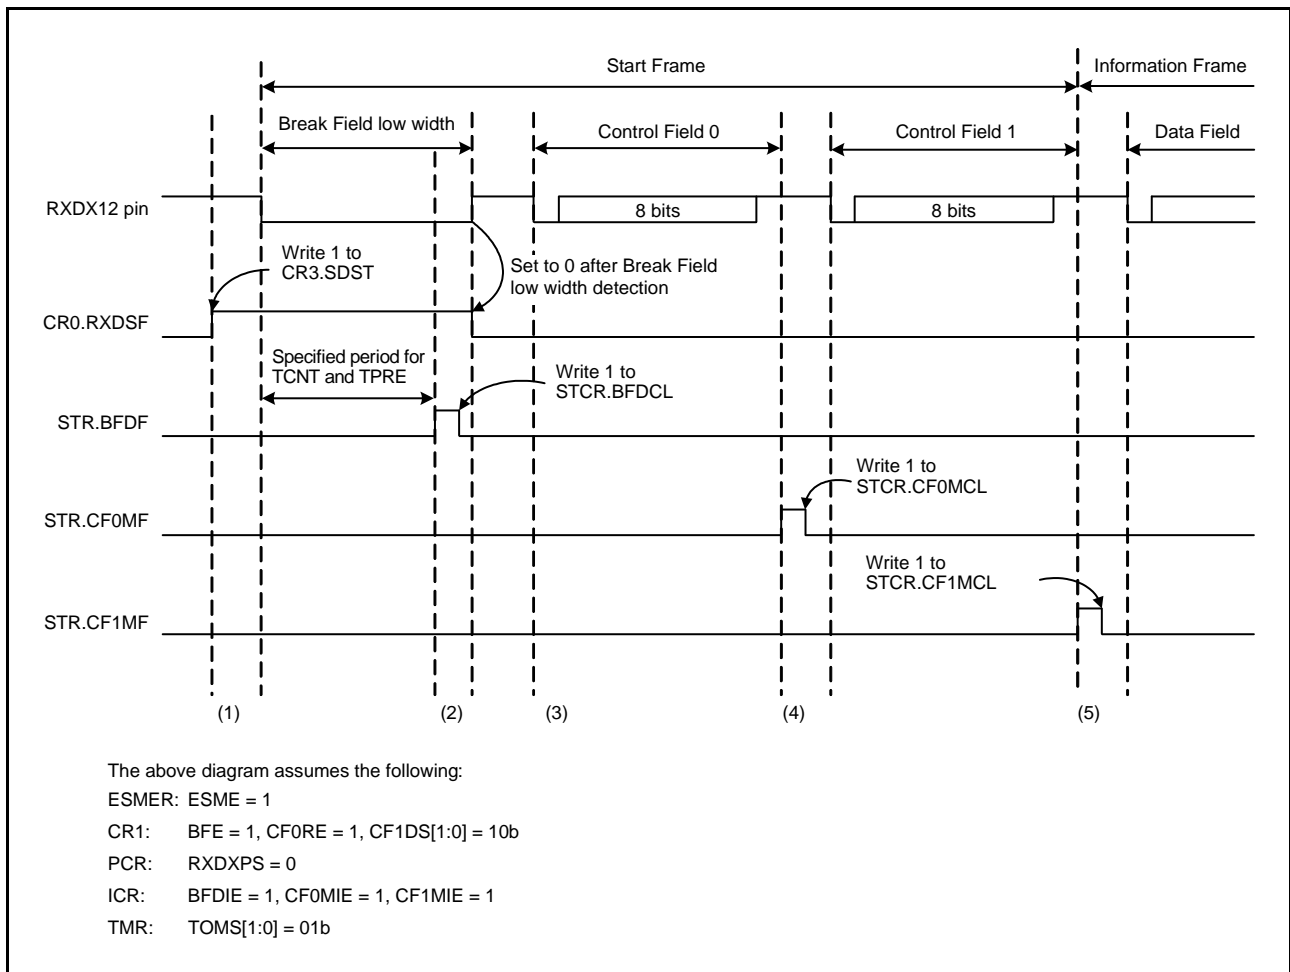 Start Frame
Information Frame
Break Field low width
Control Field 0
Control Field 1
Data Field
RXDX12 pin
8 bits
8 bits
Write 1 to
CR3.SDST
Set to 0 after Break Field
low width detection
CR0.RXDSF
Specified period for
TCNT and TPRE
Write 1 to
STCR.BFDCL
STR.BFDF
Write 1 to
STCR.CF0MCL
STR.CF0MF
Write 1 to
STCR.CF1MCL
STR.CF1MF
(1)
(2)
(3)
(4)
(5)
The above diagram assumes the following:
ESMER: ESME = 1
CR1: BFE = 1, CF0RE = 1, CF1DS[1:0] = 10b
PCR: RXDXPS = 0
ICR: BFDIE = 1, CF0MIE = 1, CF1MIE = 1
TMR: TOMS[1:0] = 01b